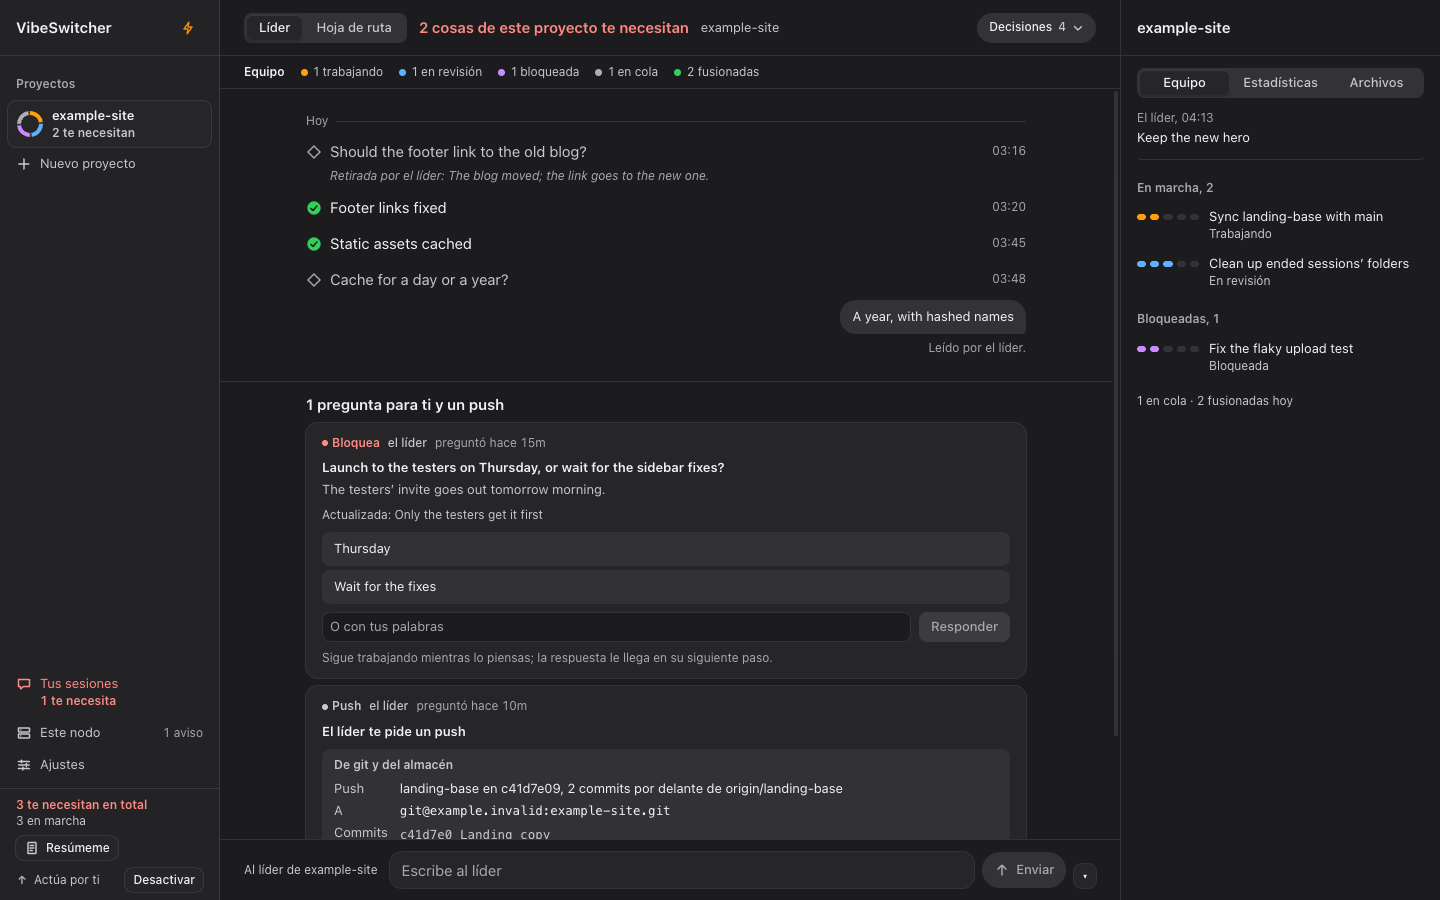 VibeSwitcher
Proyectos
example-site
2 te necesitan
Nuevo proyecto
Tus sesiones
1 te necesita
Este nodo
1 aviso
Ajustes
3 te necesitan en total
3 en marcha
Resúmeme
Actúa por ti
Desactivar
Líder
Hoja de ruta
2 cosas de este proyecto te necesitan
example-site
Decisiones 4
Equipo
1 trabajando
1 en revisión
1 bloqueada
1 en cola
2 fusionadas
Hoy
Should the footer link to the old blog?
03:16
Retirada por el líder: The blog moved; the link goes to the new one.
Footer links fixed
03:20
Static assets cached
03:45
Cache for a day or a year?
03:48
A year, with hashed names
Leído por el líder.
1 pregunta para ti y un push
Bloquea el líder preguntó hace 15m
Launch to the testers on Thursday, or wait for the sidebar fixes?
The testers’ invite goes out tomorrow morning.
Actualizada: Only the testers get it first
Thursday
Wait for the fixes
O con tus palabras
Responder
Sigue trabajando mientras lo piensas; la respuesta le llega en su siguiente paso.
Push el líder preguntó hace 10m
El líder te pide un push
De git y del almacén
Push landing-base en c41d7e09, 2 commits por delante de origin/landing-base
A git@example.invalid:example-site.git
Commits c41d7e0 Landing copy
Al líder de example-site
Escribe al líder
Enviar
example-site
Equipo
Estadísticas
Archivos
El líder, 04:13
Keep the new hero
En marcha, 2
Sync landing-base with main
Trabajando
Clean up ended sessions’ folders
En revisión
Bloqueadas, 1
Fix the flaky upload test
Bloqueada
1 en cola · 2 fusionadas hoy